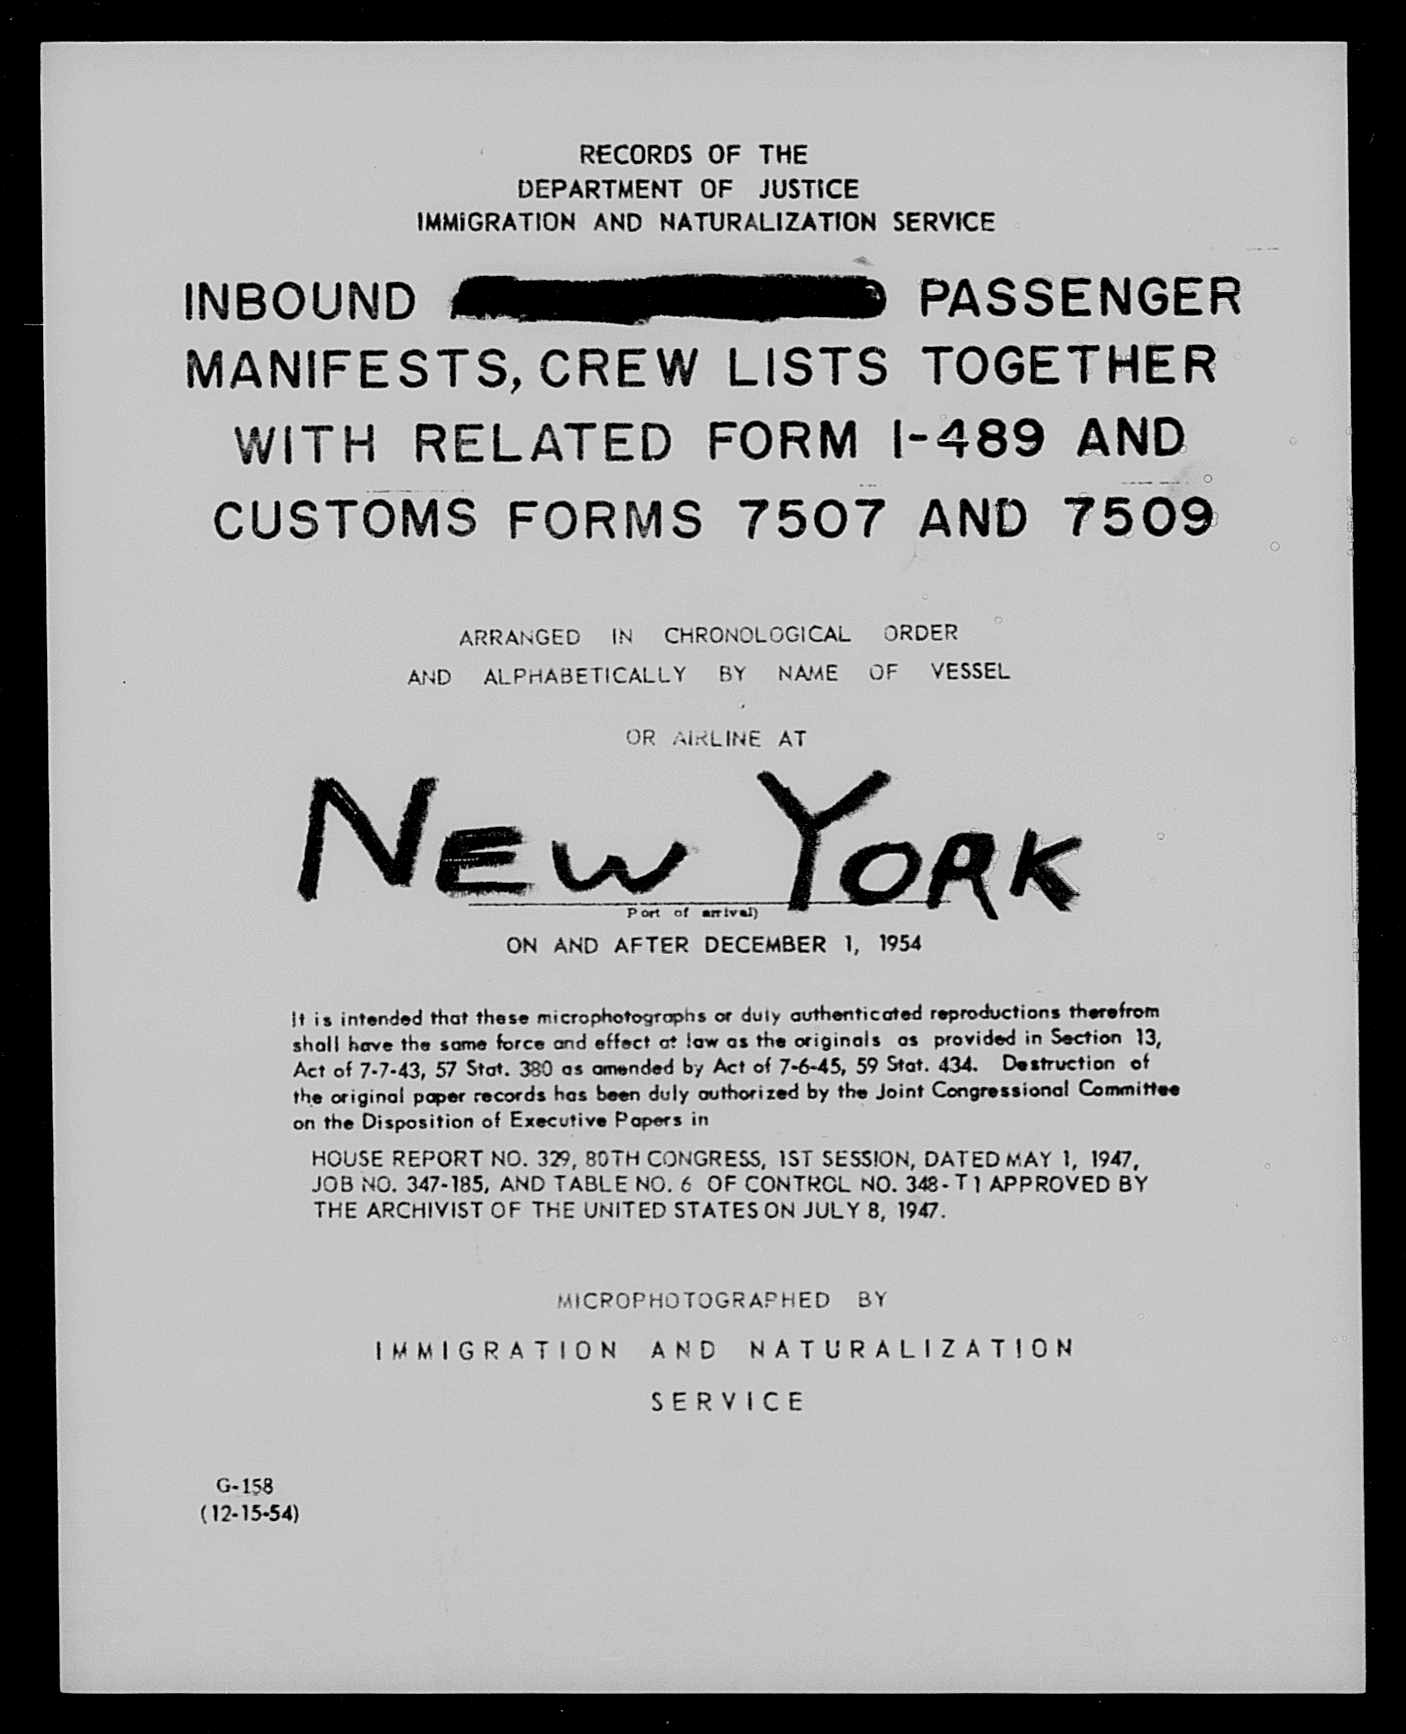 RECORDS OF THE
DEPARTMENT OF JUSTICE
IMMIGRATION AND NATURALIZATION SERVICE
INBOUND PASSENGER
MANIFESTS, CREW LISTS TOGETHER
WITH RELATED FORM I-489 AND
CUSTOMS FORMS 7507 AND 7509
ARRANGED IN CHRONOLOGICAL ORDER
AND ALPHABETICALLY BY NAME OF VESSEL
OR AIRLINE AT
NEW YORK
Port of arrival)
ON AND AFTER DECEMBER 1, 1954
It is intended that these microphotographs or duly authenticated reproductions therefrom
shall have the same force and effect at law as the originals as provided in Section 13,
Act of 7-7-43, 57 Stat. 380 as amended by Act of 7-6-45, 59 Stat. 434. Destruction of
the original paper records has been duly authorized by the Joint Congressional Committee
on the Disposition of Executive Papers in
HOUSE REPORT NO. 329, 80TH CONGRESS, 1ST SESSION, DATED MAY 1, 1947,
JOB NO. 347-185, AND TABLE NO. 6 OF CONTROL NO. 348-T1 APPROVED BY
THE ARCHIVIST OF THE UNITED STATES ON JULY 8, 1947.
MICROPHOTOGRAPHED BY
IMMIGRATION AND NATURALIZATION
SERVICE
G-158
(12-15-54)